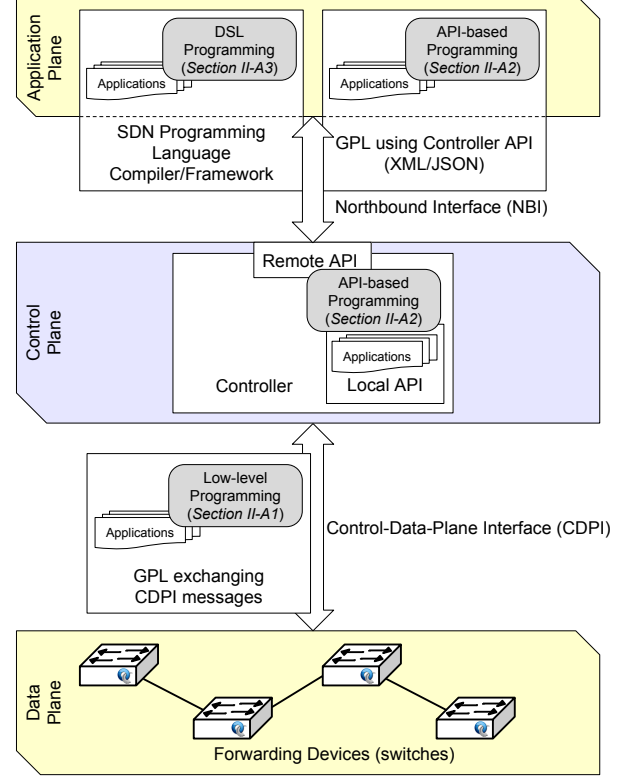 Application
Plane
DSL
Programming
(Section II-A3)
Applications
SDN Programming
Language
Compiler/Framework
API-based
Programming
(Section II-A2)
Applications
GPL using Controller API
(XML/JSON)
Northbound Interface (NBI)
Control
Plane
Remote API
API-based
Programming
(Section II-A2)
Applications
Controller
Local API
Low-level
Programming
(Section II-A1)
Applications
GPL exchanging
CDPI messages
Control-Data-Plane Interface (CDPI)
Data
Plane
Forwarding Devices (switches)